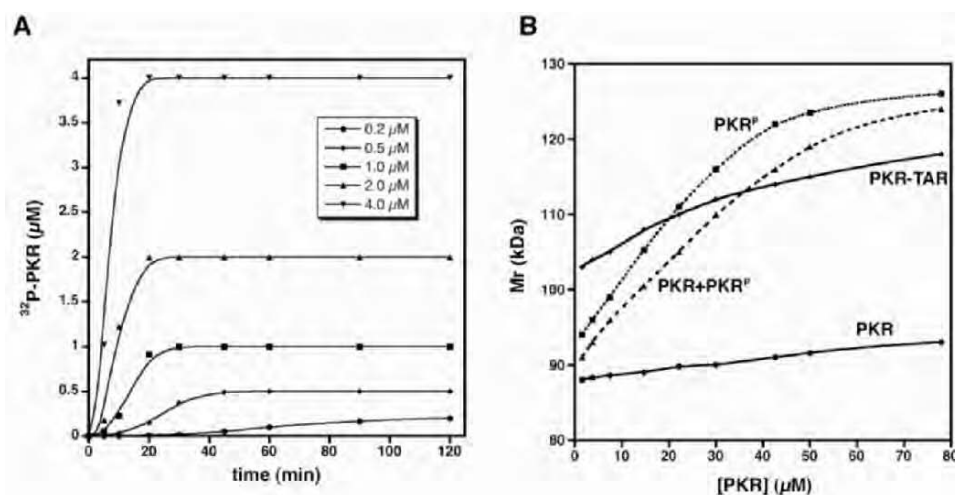 A
³²P-PKR (µM)
4
3.5
3
2.5
2
1.5
1
0.5
0
0.2 µM
0.5 µM
1.0 µM
2.0 µM
4.0 µM
0 20 40 60 80 100 120
time (min)
B
Mr (kDa)
130
120
110
100
90
80
PKRᴾ
PKR-TAR
PKR+PKRᴾ
PKR
0 10 20 30 40 50 60 70 80
[PKR] (µM)